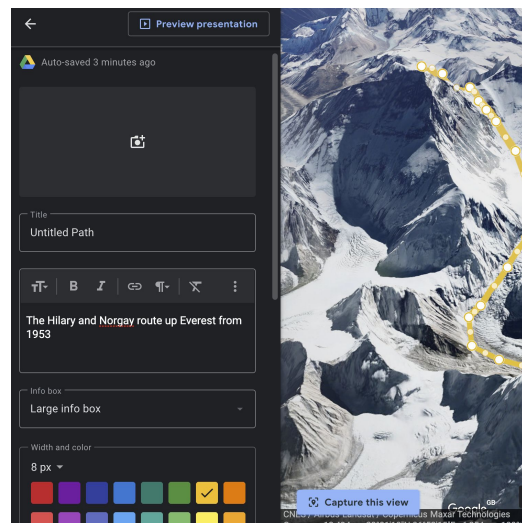 Preview presentation
Auto-saved 3 minutes ago
Title
Untitled Path
B
I
The Hilary and Norgay route up Everest from
1953
Info box
Large info box
Width and color
8 px
Capture this view
Google
GB
CNES / Airbus Landsat / Copernicus Maxar Technologies